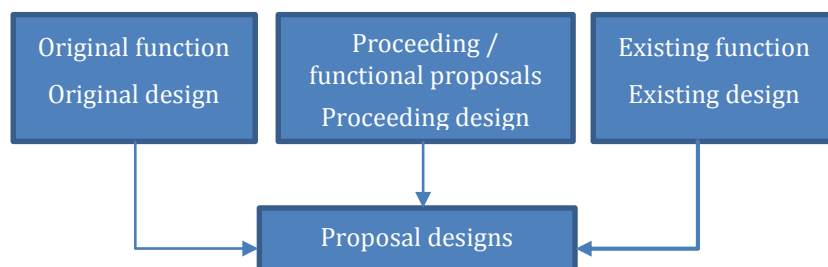 Original function
Original design
Proceeding /
functional proposals
Proceeding design
Existing function
Existing design
Proposal designs